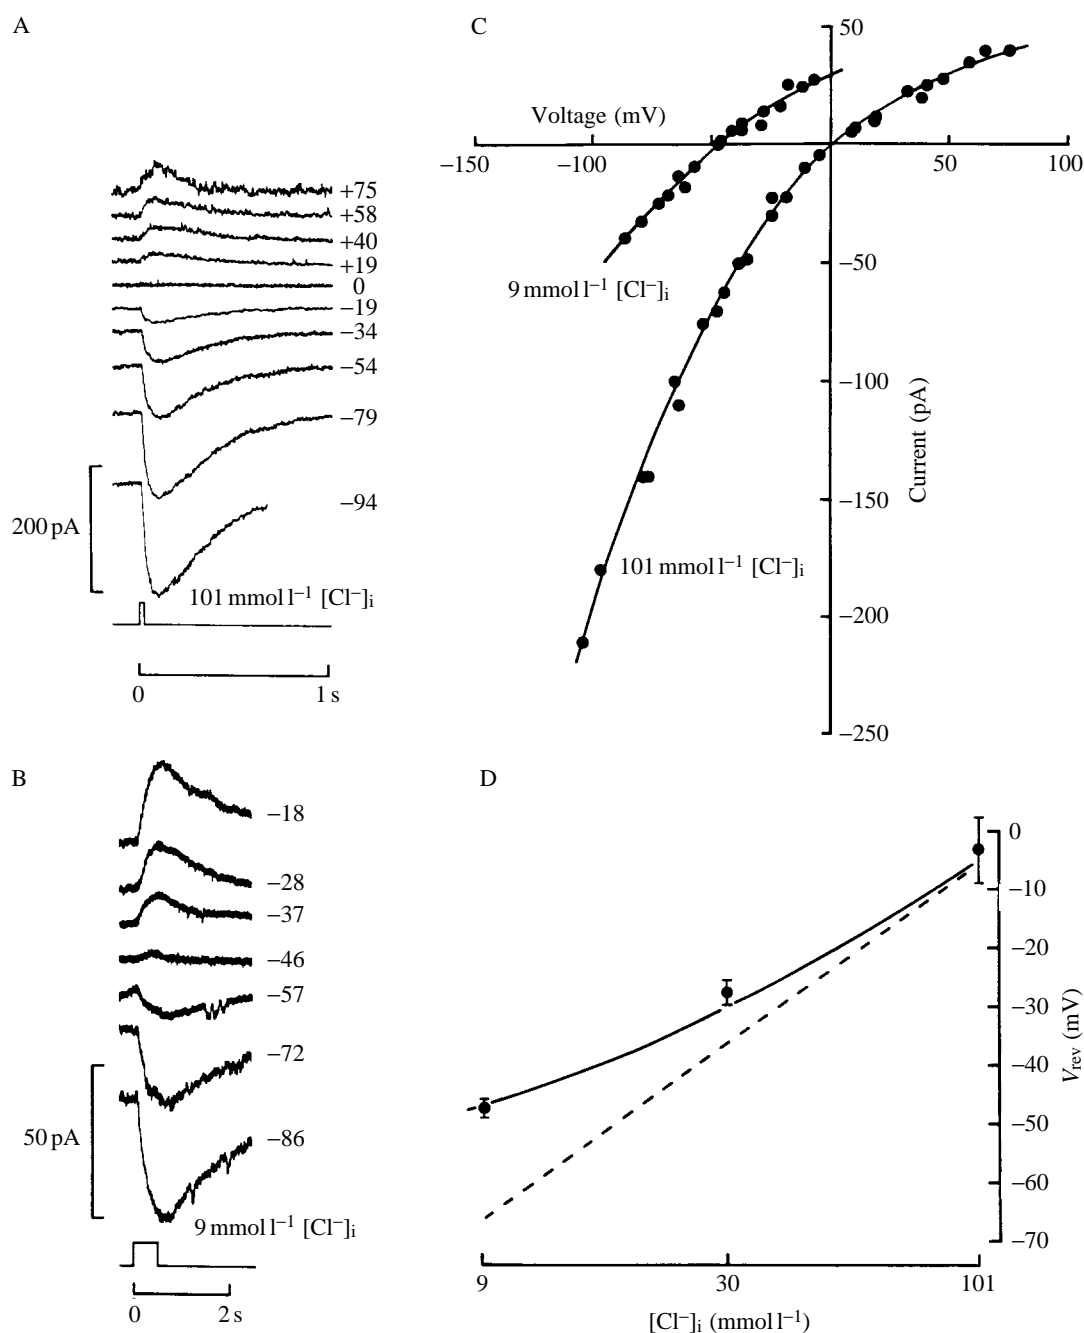 A
+75
+58
+40
+19
0
−19
−34
−54
−79
−94
200 pA
101 mmol l⁻¹ [Cl⁻]ᵢ
0
1 s
B
−18
−28
−37
−46
−57
−72
−86
50 pA
9 mmol l⁻¹ [Cl⁻]ᵢ
0
2 s
C
50
Voltage (mV)
−150
−100
50
100
9 mmol l⁻¹ [Cl⁻]ᵢ
−50
−100
Current (pA)
−150
101 mmol l⁻¹ [Cl⁻]ᵢ
−200
−250
D
0
−10
−20
−30
−40
−50
−60
−70
Vrev (mV)
9
30
101
[Cl⁻]ᵢ (mmol l⁻¹)